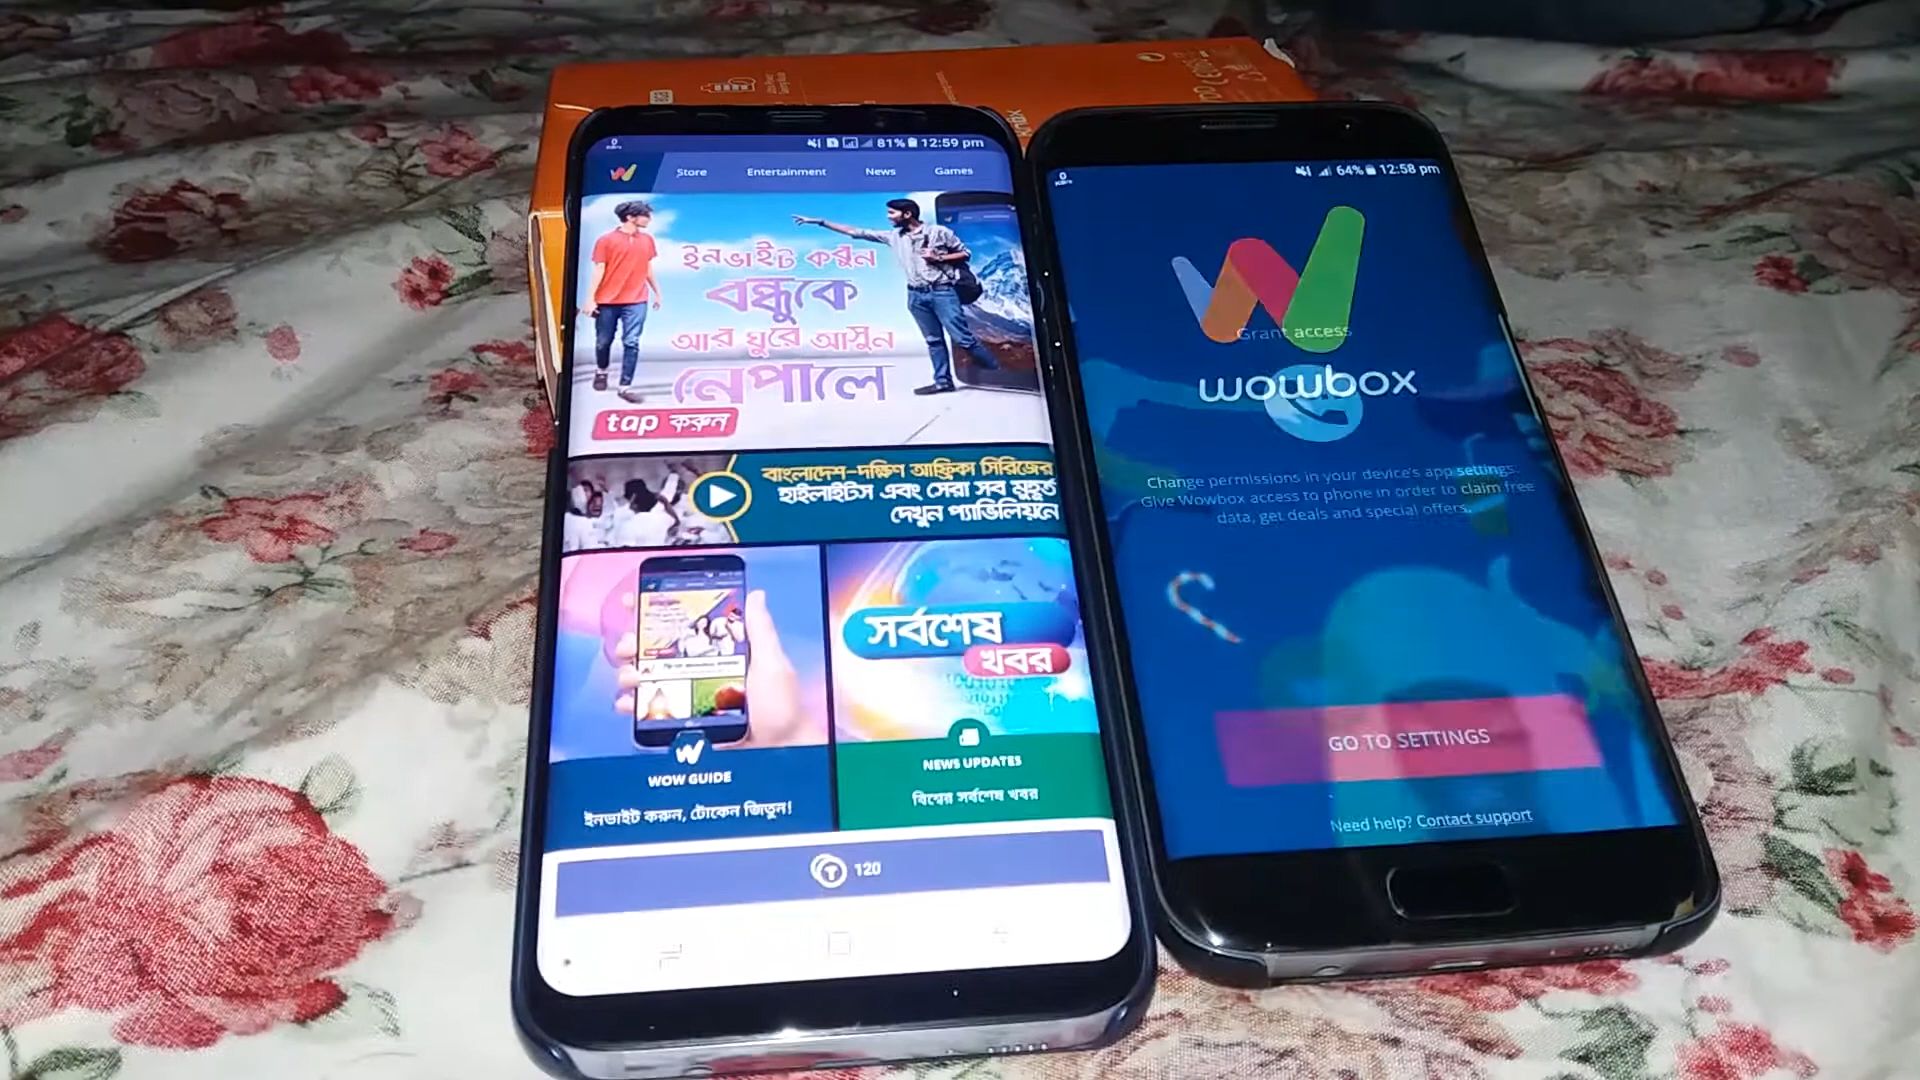 81% 12:59 pm
Store Entertainment News Games
ইনভাইট করুন
বন্ধুকে
আর ঘুরে আসুন
নেপালে
tap করুন
বাংলাদেশ-দক্ষিণ আফ্রিকা সিরিজের
হাইলাইটস এবং সেরা সব মুহূর্ত
দেখুন প্যাভিলিয়নে
WOW GUIDE
ইনভাইট করুন, টোকেন জিতুন!
সর্বশেষ
খবর
NEWS UPDATES
বিশ্বের সর্বশেষ খবর
120
64% 12:58 pm
Grant access
wowbox
Change permissions in your device's app settings.
Give Wowbox access to phone in order to claim free
data, get deals and special offers.
GO TO SETTINGS
Need help? Contact support